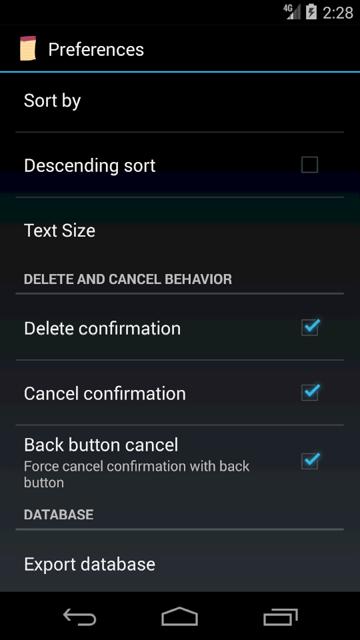 4G 2:28
Preferences
Sort by
Descending sort
Text Size
DELETE AND CANCEL BEHAVIOR
Delete confirmation
Cancel confirmation
Back button cancel
Force cancel confirmation with back
button
DATABASE
Export database